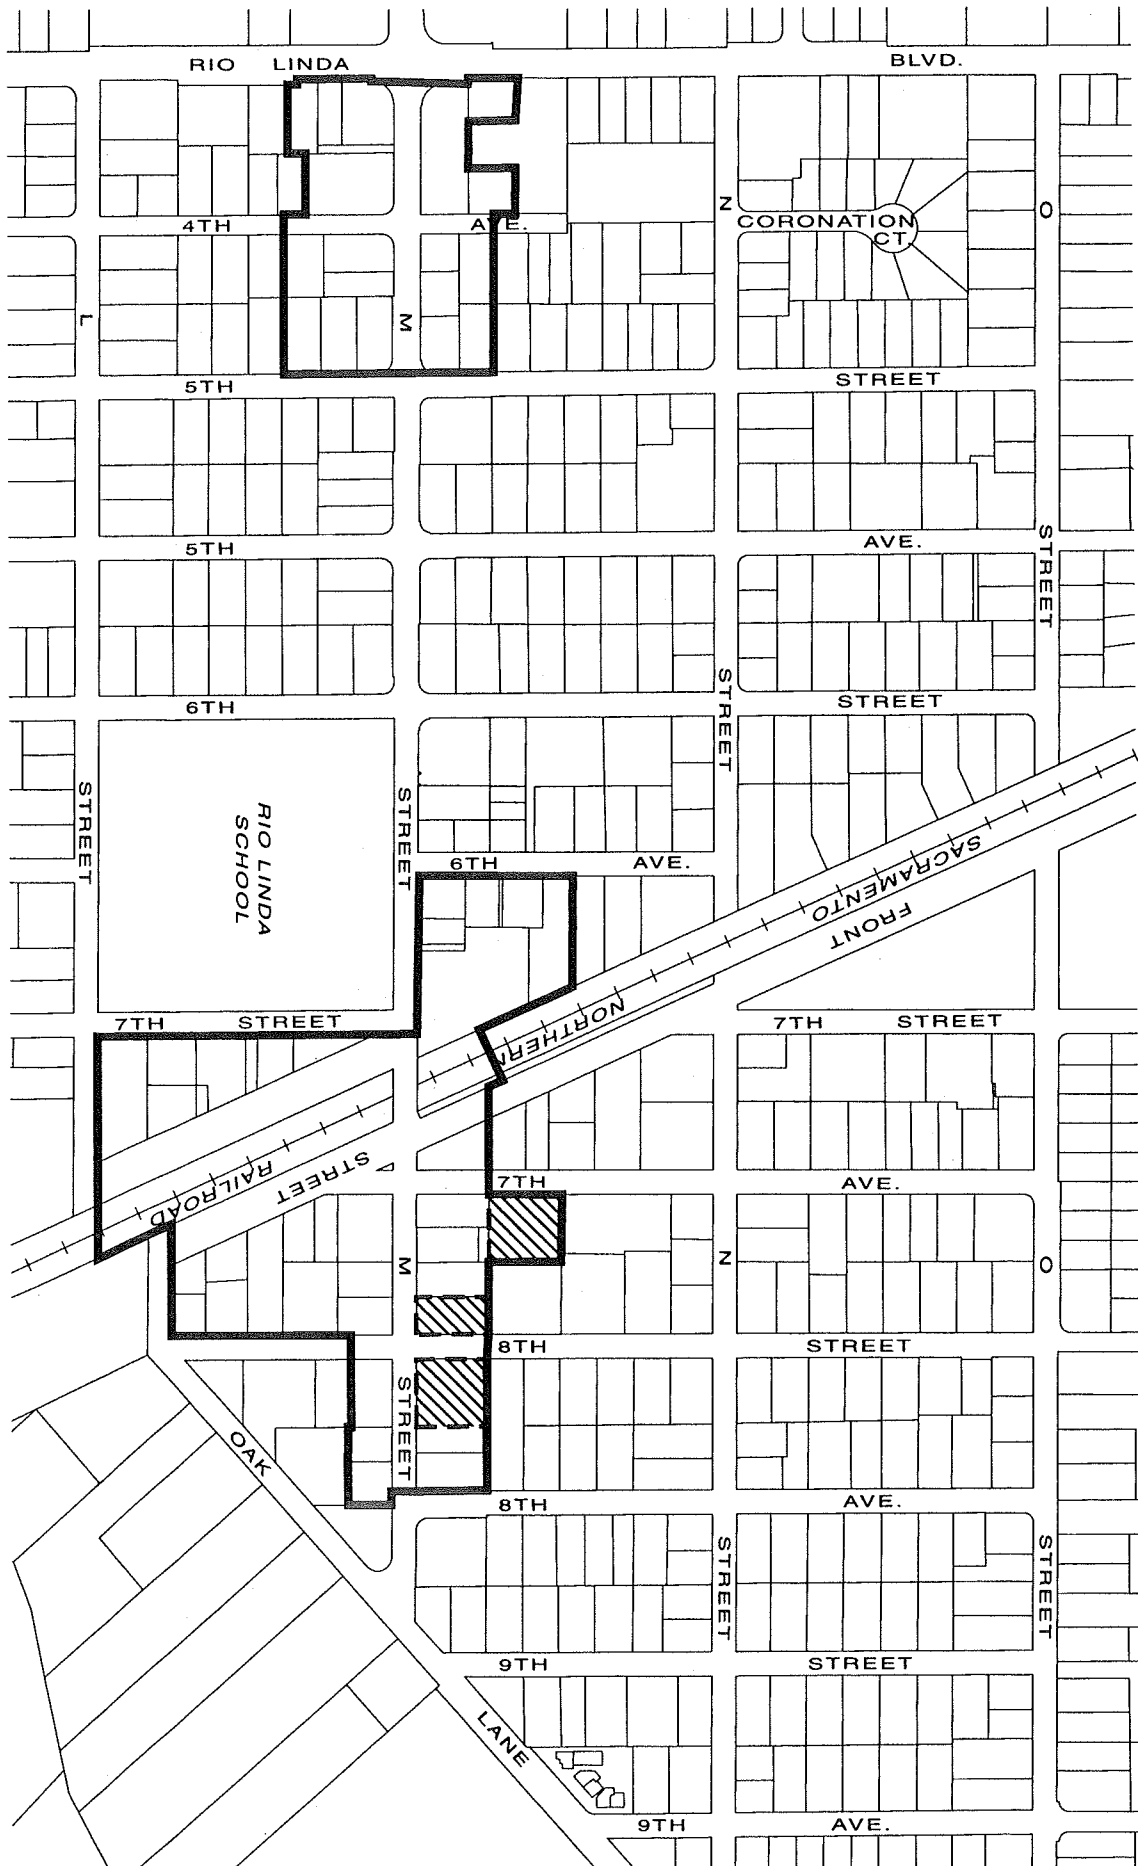 RIO LINDA BLVD.
4TH AVE.
N
CORONATION
CT.
O
L
M
5TH STREET
5TH AVE.
STREET
6TH STREET
STREET
STREET
RIO LINDA
SCHOOL
STREET
6TH AVE.
SACRAMENTO
NORTHERN
RAILROAD
FRONT
STREET
7TH STREET
7TH STREET
7TH AVE.
M
N
O
8TH STREET
STREET
OAK
LANE
8TH AVE.
STREET
STREET
9TH STREET
9TH AVE.